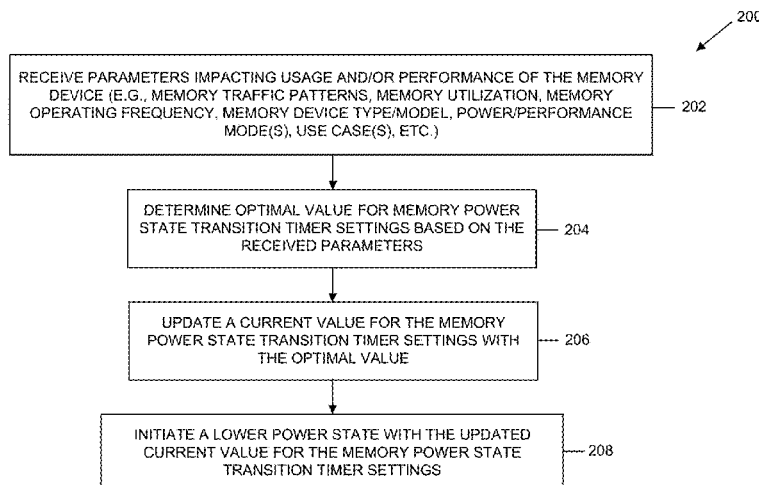 200
RECEIVE PARAMETERS IMPACTING USAGE AND/OR PERFORMANCE OF THE MEMORY
DEVICE (E.G., MEMORY TRAFFIC PATTERNS, MEMORY UTILIZATION, MEMORY
OPERATING FREQUENCY, MEMORY DEVICE TYPE/MODEL, POWER/PERFORMANCE
MODE(S), USE CASE(S), ETC.)
202
DETERMINE OPTIMAL VALUE FOR MEMORY POWER
STATE TRANSITION TIMER SETTINGS BASED ON THE
RECEIVED PARAMETERS
204
UPDATE A CURRENT VALUE FOR THE MEMORY
POWER STATE TRANSITION TIMER SETTINGS WITH
THE OPTIMAL VALUE
206
INITIATE A LOWER POWER STATE WITH THE UPDATED
CURRENT VALUE FOR THE MEMORY POWER STATE
TRANSITION TIMER SETTINGS
208